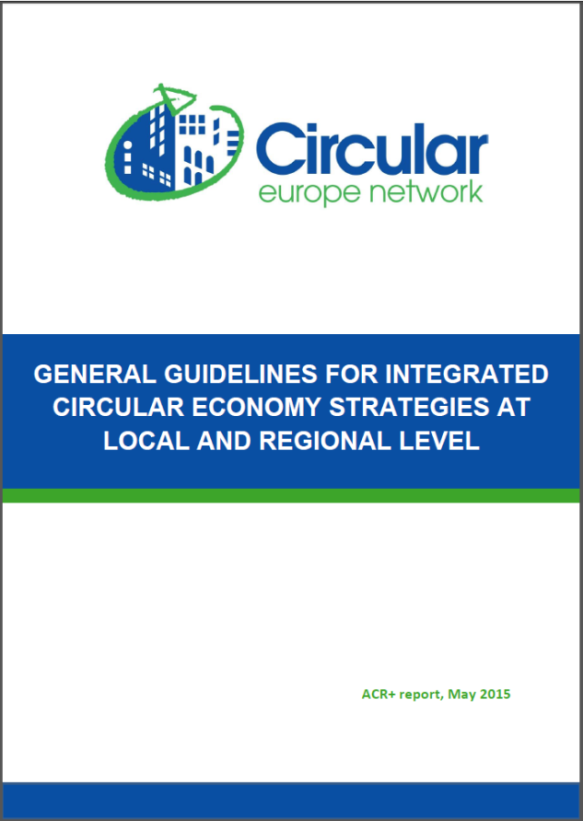 Circular
europe network
GENERAL GUIDELINES FOR INTEGRATED
CIRCULAR ECONOMY STRATEGIES AT
LOCAL AND REGIONAL LEVEL
ACR+ report, May 2015